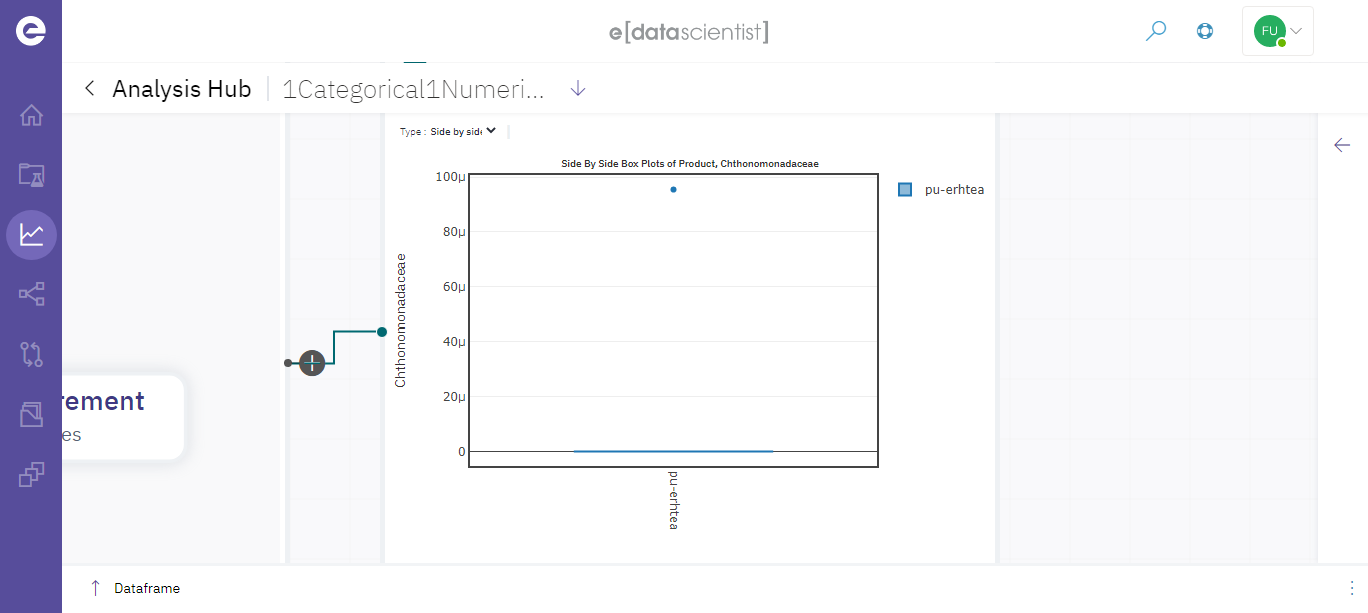 e[datascientist]
FU
Analysis Hub
1Categorical1Numeri...
Type : Side by side
Side By Side Box Plots of Product, Chthonomonadaceae
100μ
80μ
60μ
40μ
20μ
0
Chthonomonadaceae
pu-erhtea
pu-erhtea
rement
es
Dataframe